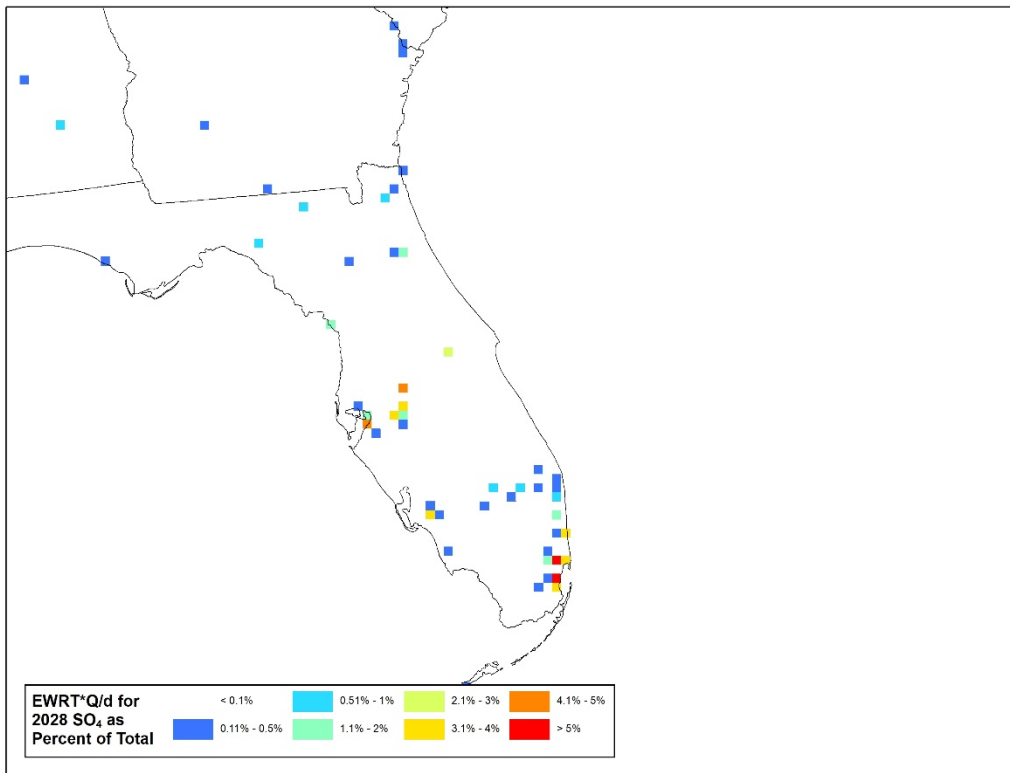 EWRT*Q/d for
2028 SO₄ as
Percent of Total
< 0.1%
0.51% - 1%
2.1% - 3%
4.1% - 5%
0.11% - 0.5%
1.1% - 2%
3.1% - 4%
> 5%